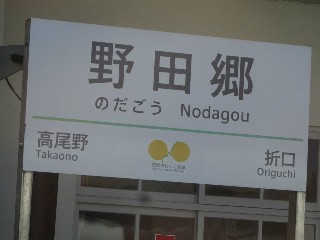 野田郷
のだごう Nodagou
高尾野
Takaono
折口
Origuchi